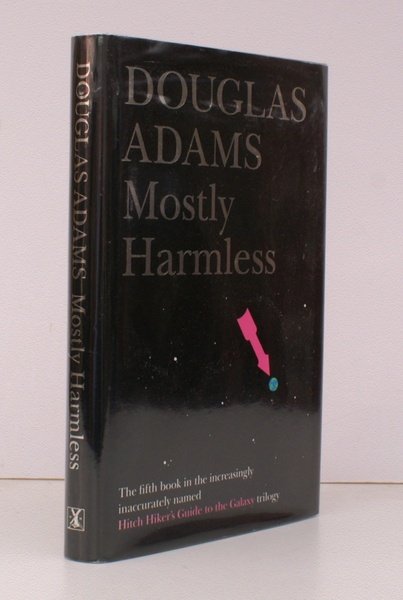 DOUGLAS ADAMS Mostly Harmless
DOUGLAS
ADAMS
Mostly
Harmless
The fifth book in the increasingly
inaccurately named
Hitch Hiker's Guide to the Galaxy trilogy